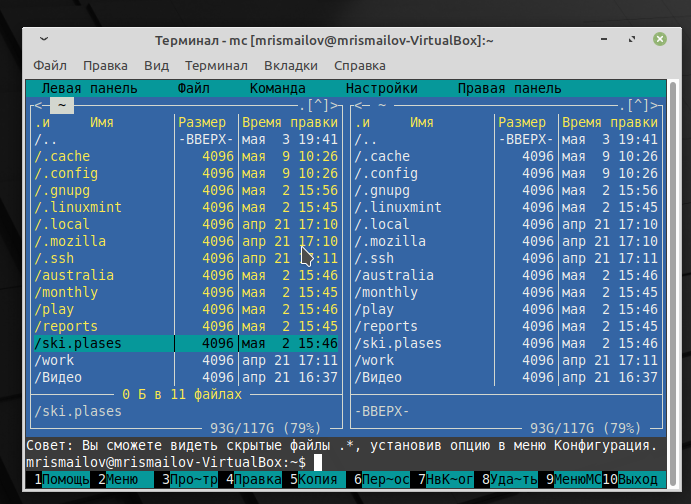 Терминал - mc [mrismailov@mrismailov-VirtualBox]:~
Файл Правка Вид Терминал Вкладки Справка
Левая панель Файл Команда Настройки Правая панель
<─ ~ ─.[^]> <─ ~ ─.[^]>
.и Имя Размер Время правки .и Имя Размер Время правки
/.. -ВВЕРХ- мая 3 19:41 /.. -ВВЕРХ- мая 3 19:41
/.cache 4096 мая 9 10:26 /.cache 4096 мая 9 10:26
/.config 4096 мая 9 10:26 /.config 4096 мая 9 10:26
/.gnupg 4096 мая 2 15:56 /.gnupg 4096 мая 2 15:56
/.linuxmint 4096 мая 2 15:45 /.linuxmint 4096 мая 2 15:45
/.local 4096 апр 21 17:10 /.local 4096 апр 21 17:10
/.mozilla 4096 апр 21 17:10 /.mozilla 4096 апр 21 17:10
/.ssh 4096 апр 21 :11 /.ssh 4096 апр 21 17:11
/australia 4096 мая 2 15:46 /australia 4096 мая 2 15:46
/monthly 4096 мая 2 15:45 /monthly 4096 мая 2 15:45
/play 4096 мая 2 15:46 /play 4096 мая 2 15:46
/reports 4096 мая 2 15:45 /reports 4096 мая 2 15:45
/ski.plases 4096 мая 2 15:46 /ski.plases 4096 мая 2 15:46
/work 4096 апр 21 17:11 /work 4096 апр 21 17:11
/Видео 4096 апр 21 16:37 /Видео 4096 апр 21 16:37
0 Б в 11 файлах
/ski.plases -ВВЕРХ-
93G/117G (79%) 93G/117G (79%)
Совет: Вы сможете видеть скрытые файлы .*, установив опцию в меню Конфигурация.
mrismailov@mrismailov-VirtualBox:~$
1Помощь 2Меню 3Про~тр 4Правка 5Копия 6Пер~ос 7НвК~ог 8Уда~ть 9МенюMC 10Выход